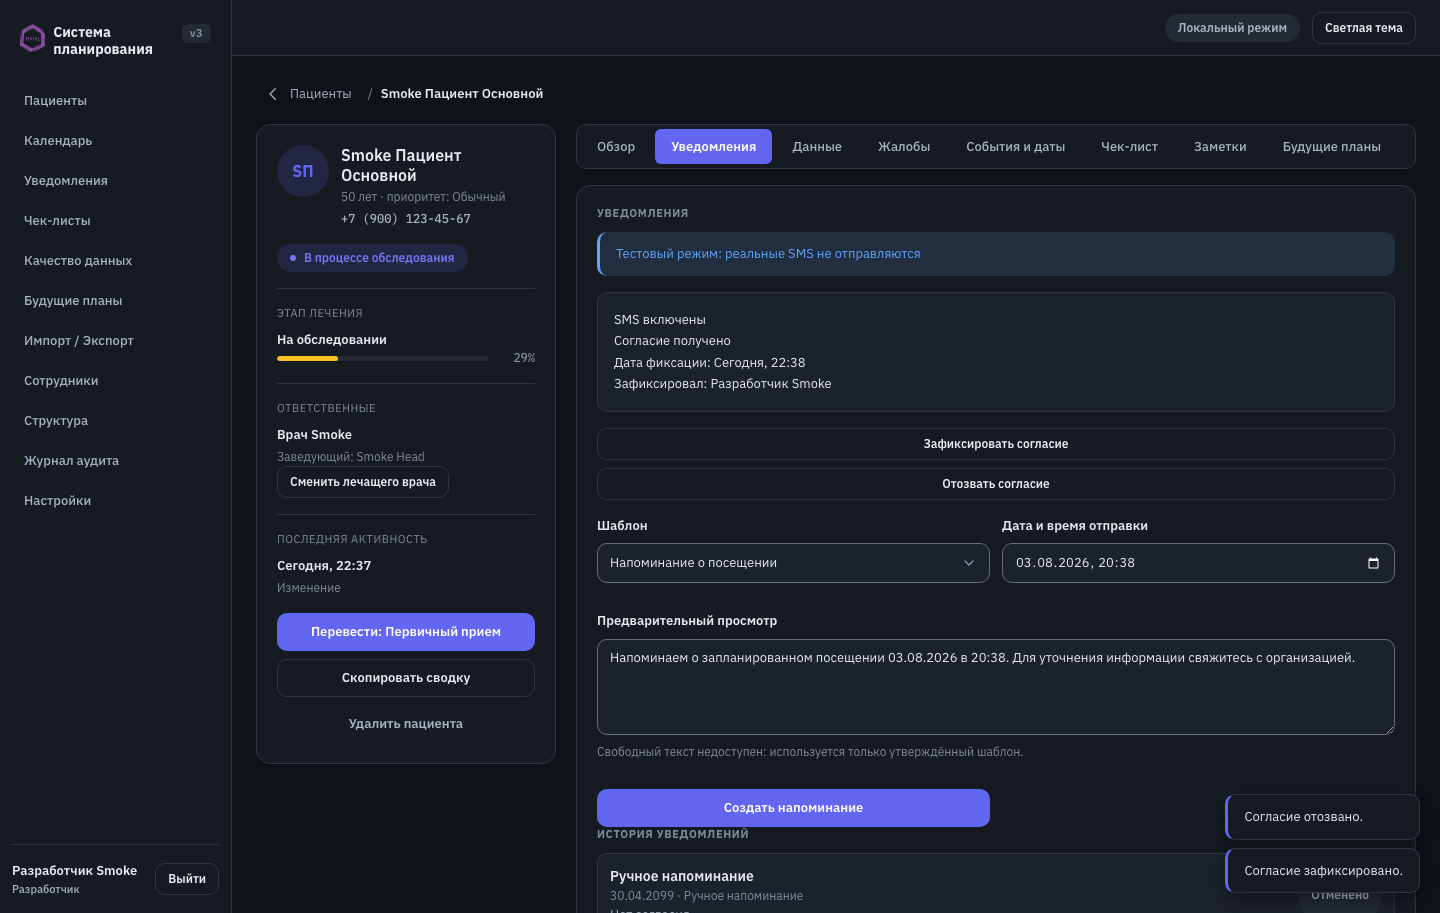 Система
планирования
v3
Пациенты
Календарь
Уведомления
Чек-листы
Качество данных
Будущие планы
Импорт / Экспорт
Сотрудники
Структура
Журнал аудита
Настройки
Разработчик Smoke
Разработчик
Выйти
Локальный режим
Светлая тема
Пациенты / Smoke Пациент Основной
СП
Smoke Пациент
Основной
50 лет · приоритет: Обычный
+7 (900) 123-45-67
В процессе обследования
ЭТАП ЛЕЧЕНИЯ
На обследовании
29%
ОТВЕТСТВЕННЫЕ
Врач Smoke
Заведующий: Smoke Head
Сменить лечащего врача
ПОСЛЕДНЯЯ АКТИВНОСТЬ
Сегодня, 22:37
Изменение
Перевести: Первичный прием
Скопировать сводку
Удалить пациента
Обзор
Уведомления
Данные
Жалобы
События и даты
Чек-лист
Заметки
Будущие планы
УВЕДОМЛЕНИЯ
Тестовый режим: реальные SMS не отправляются
SMS включены
Согласие получено
Дата фиксации: Сегодня, 22:38
Зафиксировал: Разработчик Smoke
Зафиксировать согласие
Отозвать согласие
Шаблон
Дата и время отправки
Напоминание о посещении
03.08.2026, 20:38
Предварительный просмотр
Напоминаем о запланированном посещении 03.08.2026 в 20:38. Для уточнения информации свяжитесь с организацией.
Свободный текст недоступен: используется только утверждённый шаблон.
Создать напоминание
ИСТОРИЯ УВЕДОМЛЕНИЙ
Ручное напоминание
30.04.2099 · Ручное напоминание
Нет согласия
Отменено
Согласие отозвано.
Согласие зафиксировано.